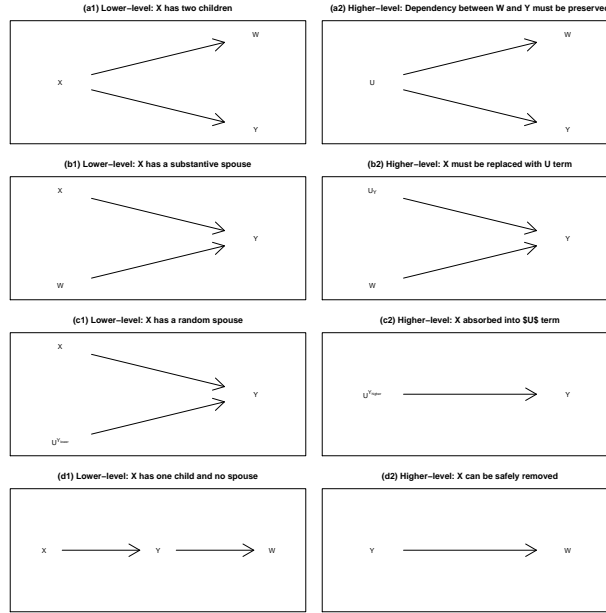 (a1) Lower−level: X has two children
(a2) Higher−level: Dependency between W and Y must be preserved
W
X
Y
W
U
Y
(b1) Lower−level: X has a substantive spouse
(b2) Higher−level: X must be replaced with U term
X
Y
W
U_Y
Y
W
(c1) Lower−level: X has a random spouse
(c2) Higher−level: X absorbed into $U$ term
X
Y
U^Y_lower
U^Y_higher
Y
(d1) Lower−level: X has one child and no spouse
(d2) Higher−level: X can be safely removed
X Y W
Y W